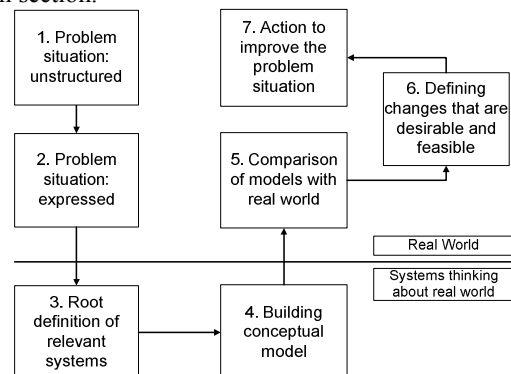 n section.
1. Problem
situation:
unstructured
7. Action to
improve the
problem
situation
6. Defining
changes that are
desirable and
feasible
2. Problem
situation:
expressed
5. Comparison
of models with
real world
Real World
Systems thinking
about real world
3. Root
definition of
relevant
systems
4. Building
conceptual
model